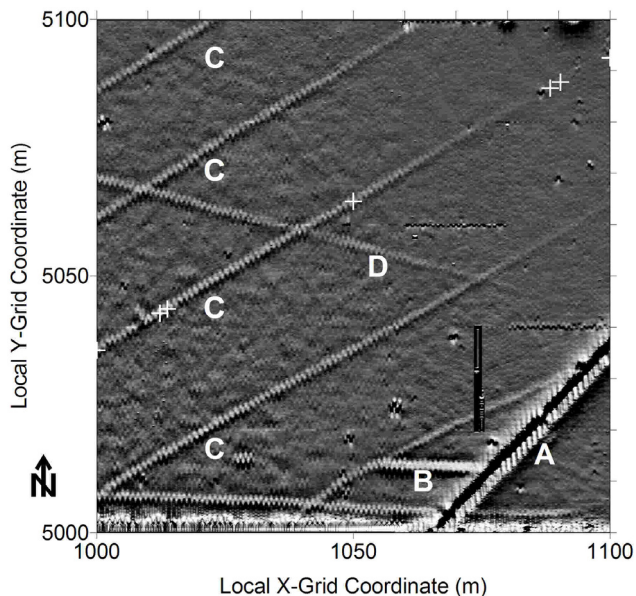 5100
C
C
D
5050
C
C
A
B
N
5000
1000
1050
1100
Local X-Grid Coordinate (m)
Local Y-Grid Coordinate (m)